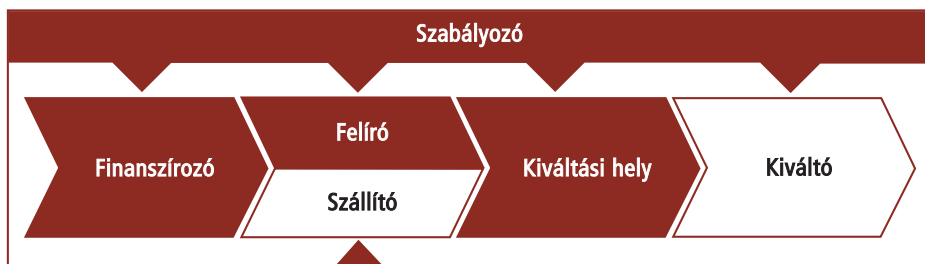 Szabályozó
Finanszírozó
Felíró
Szállító
Kiváltási hely
Kiváltó